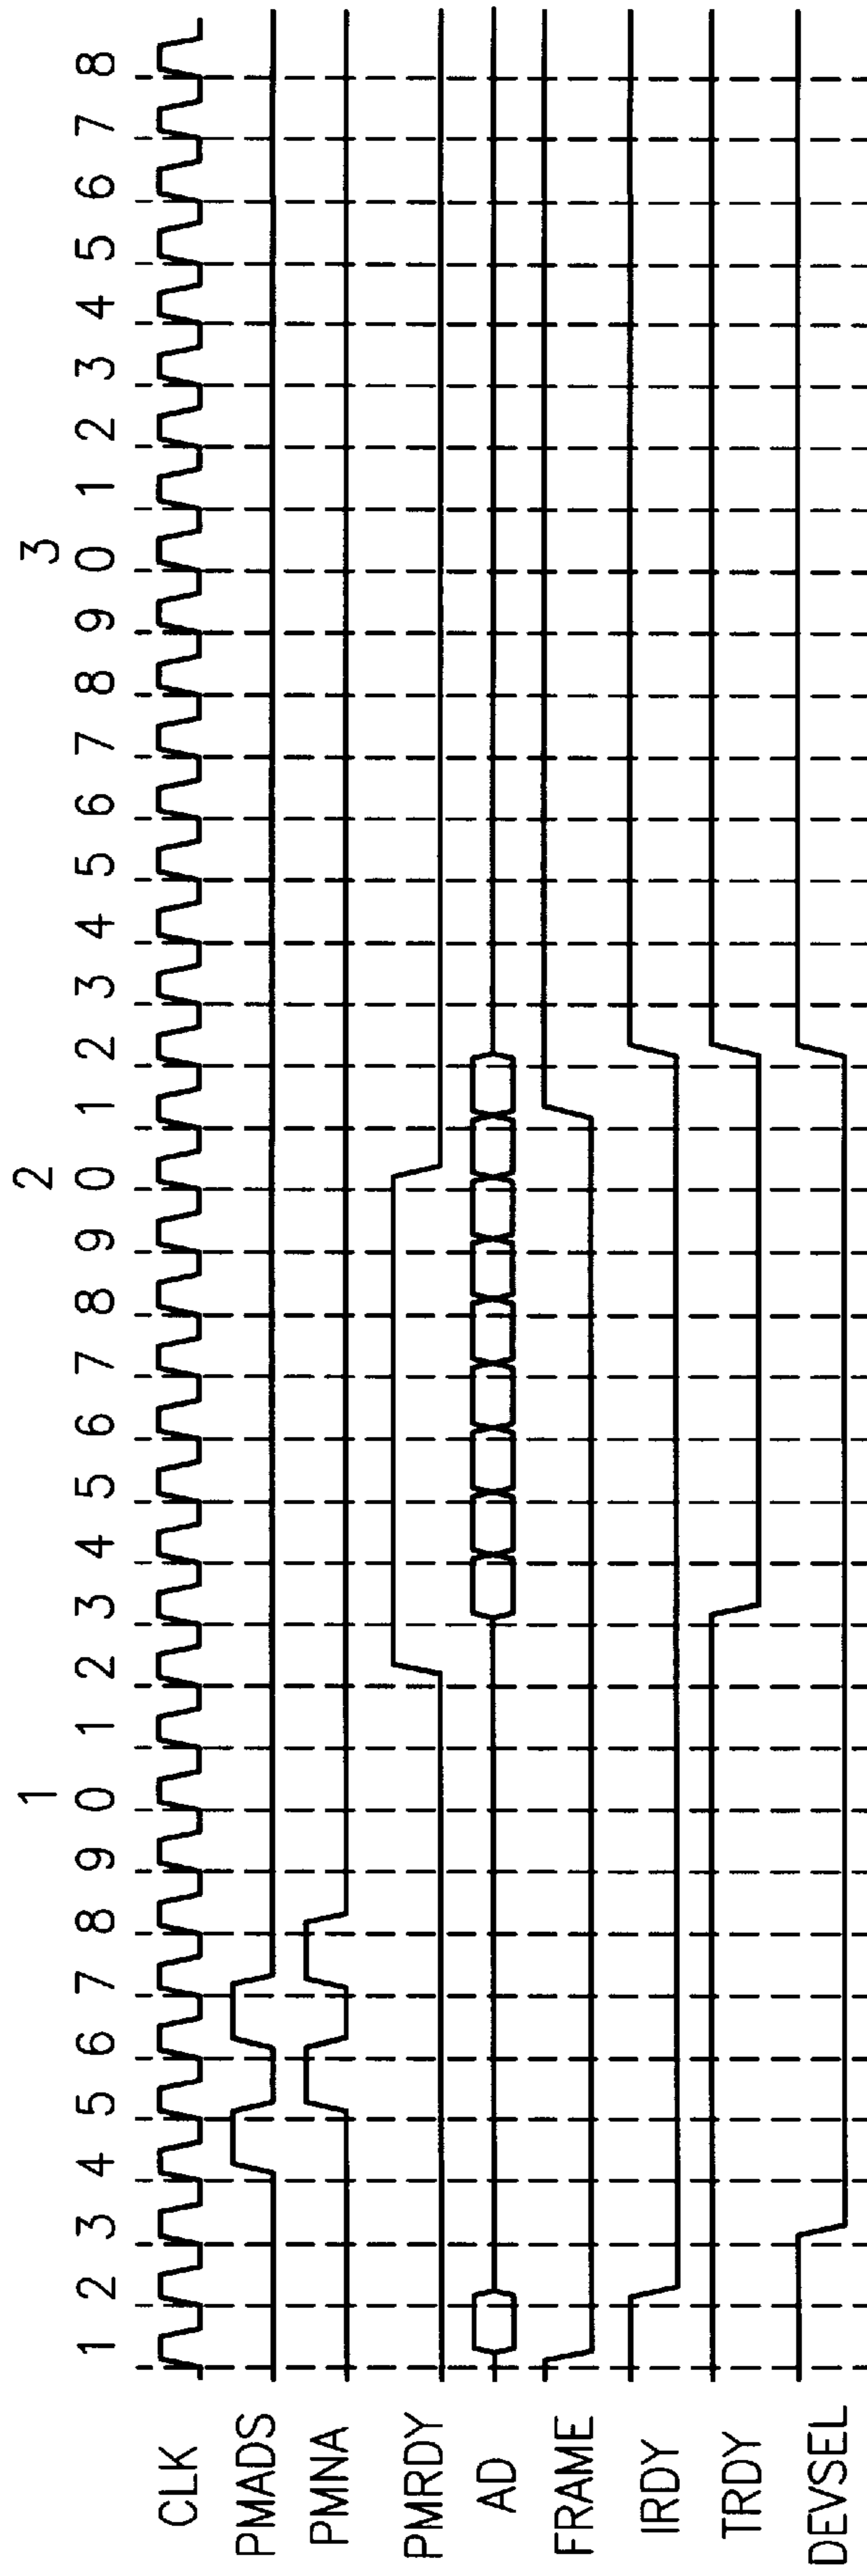 1 2 3
1 2 3 4 5 6 7 8 9 0 1 2 3 4 5 6 7 8 9 0 1 2 3 4 5 6 7 8 9 0 1 2 3 4 5 6 7 8
CLK
PMADS
PMNA
PMRDY
AD
FRAME
IRDY
TRDY
DEVSEL